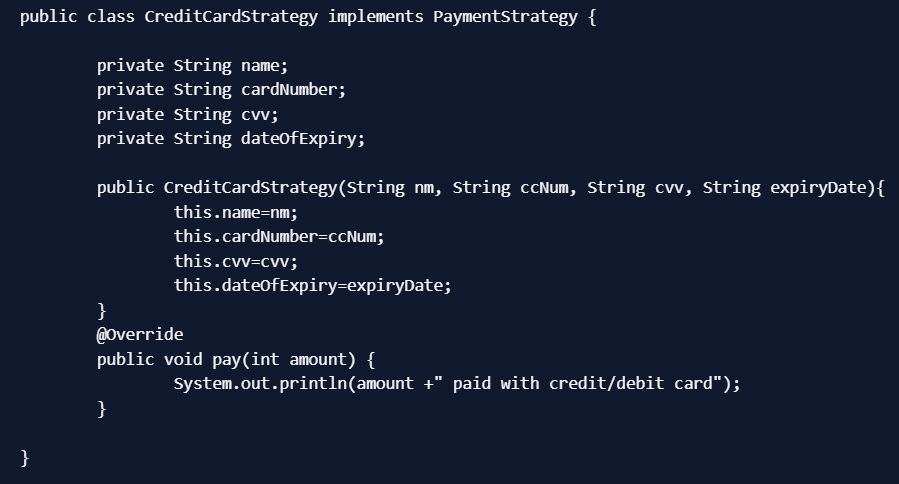 public class CreditCardStrategy implements PaymentStrategy {
private String name;
private String cardNumber;
private String cvv;
private String dateOfExpiry;
public CreditCardStrategy(String nm, String ccNum, String cvv, String expiryDate){
this.name=nm;
this.cardNumber=ccNum;
this.cvv=cvv;
this.dateOfExpiry=expiryDate;
}
@Override
public void pay(int amount) {
System.out.println(amount +" paid with credit/debit card");
}
}